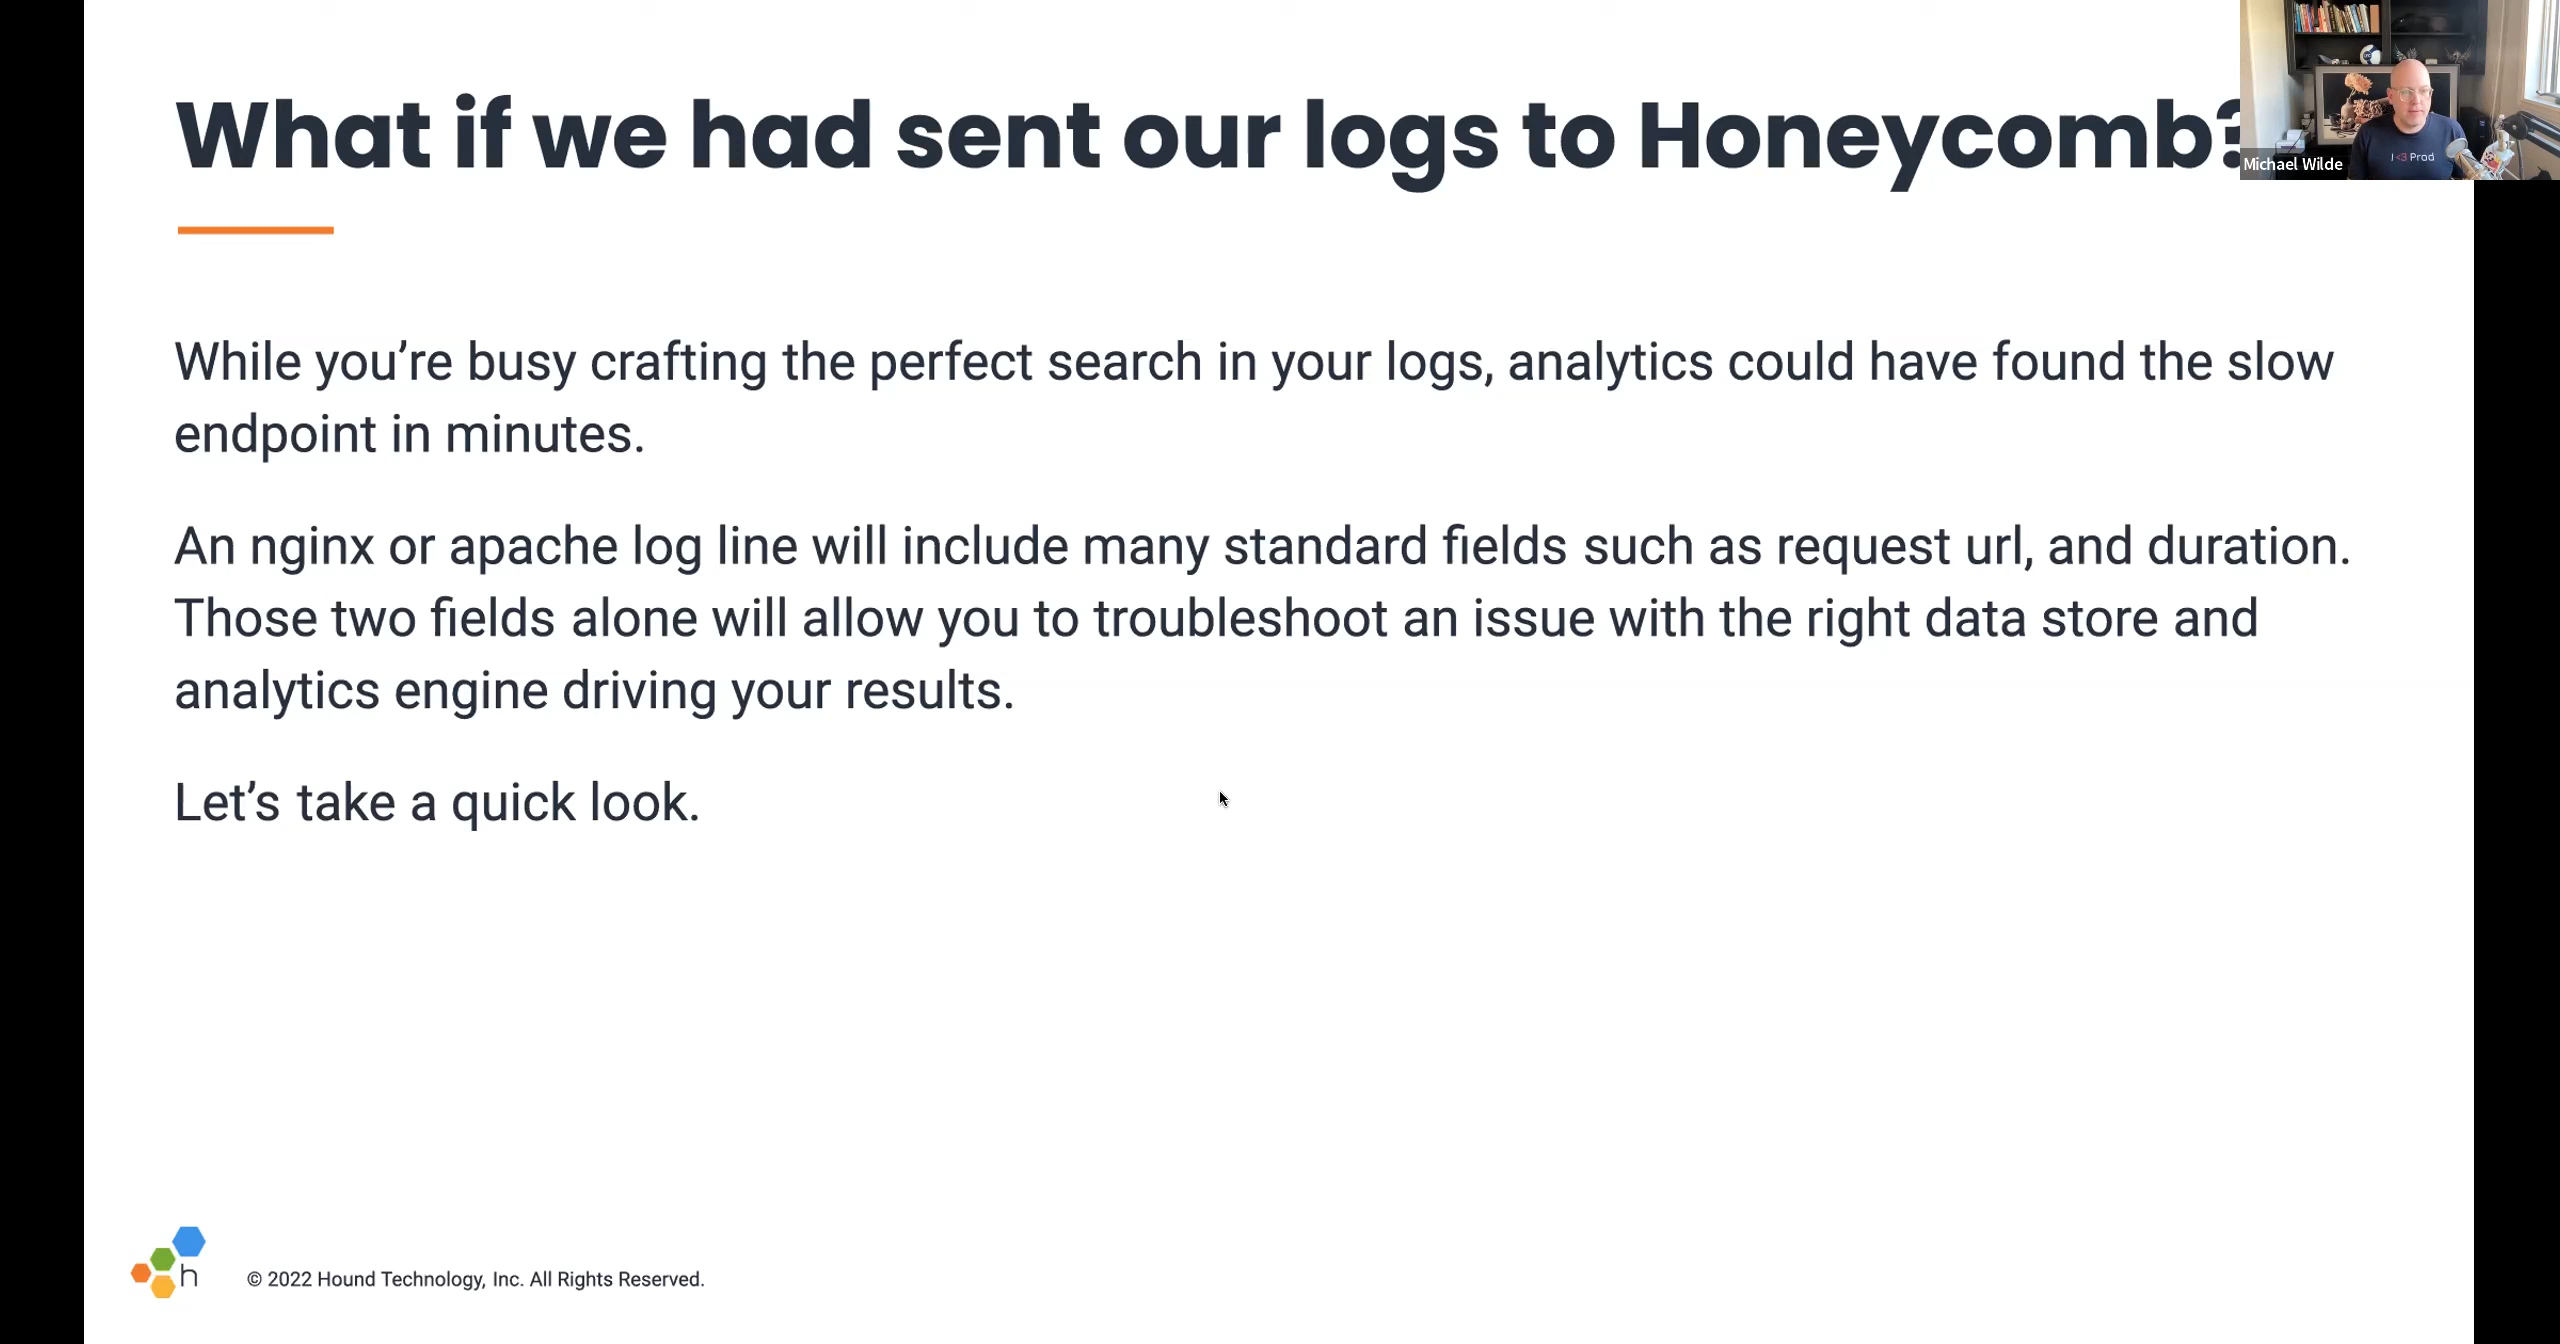 What if we had sent our logs to Honeycomb?
Michael Wilde
I <3 Prod
While you’re busy crafting the perfect search in your logs, analytics could have found the slow
endpoint in minutes.
An nginx or apache log line will include many standard fields such as request url, and duration.
Those two fields alone will allow you to troubleshoot an issue with the right data store and
analytics engine driving your results.
Let’s take a quick look.
h
© 2022 Hound Technology, Inc. All Rights Reserved.